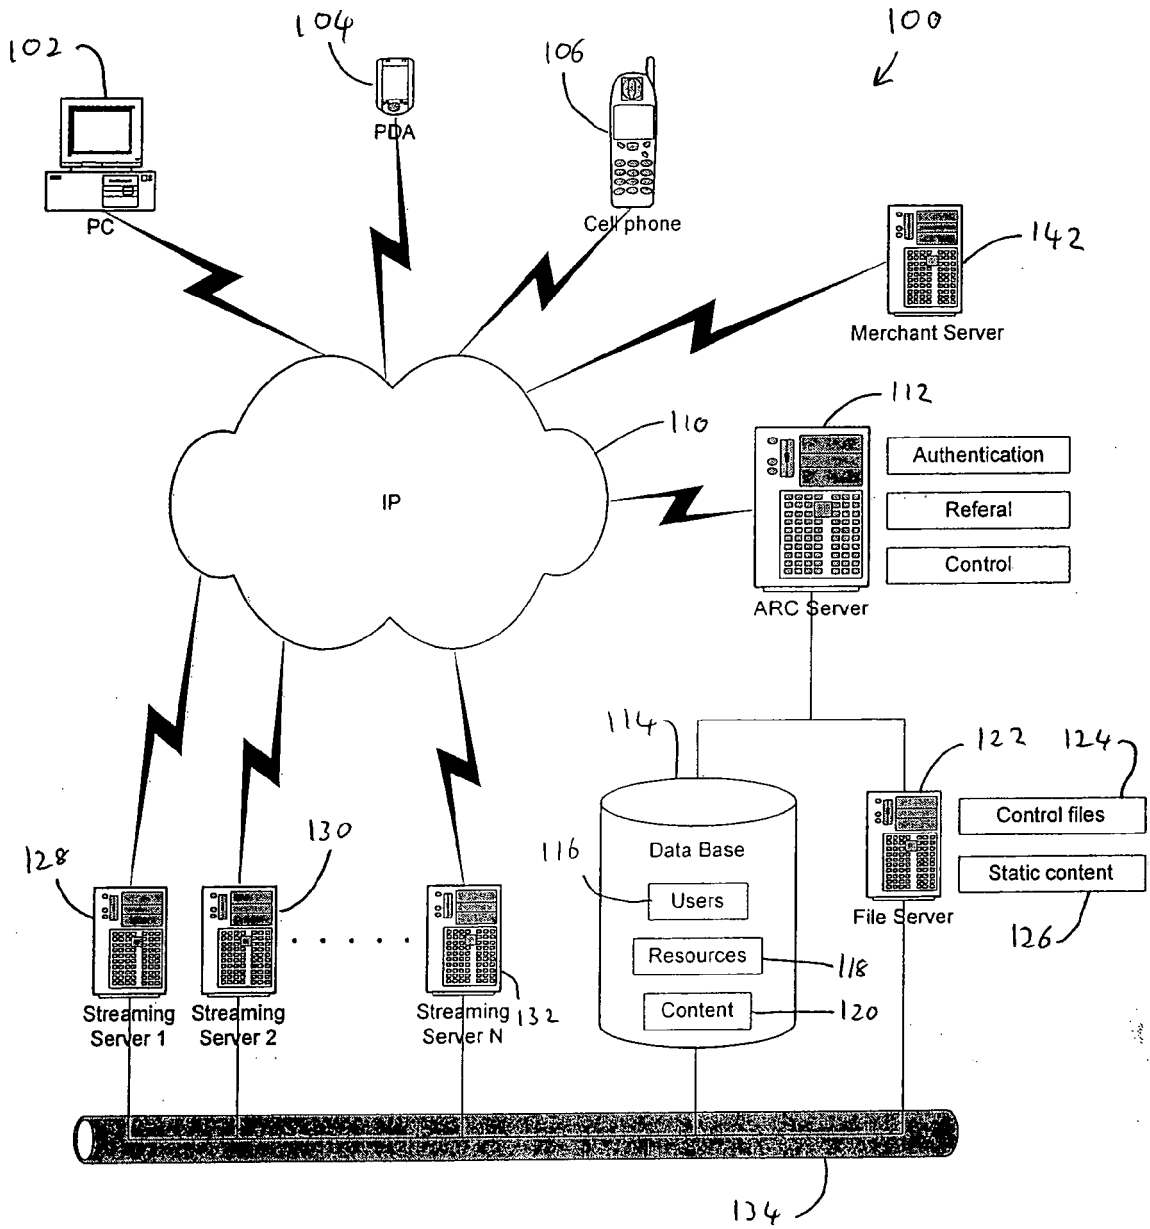 102
104
106
100
PDA
PC
Cell phone
142
Merchant Server
112
110
Authentication
IP
Referal
Control
ARC Server
114
122
124
Control files
130
116
Data Base
128
Static content
Users
File Server
126
Resources
118
Streaming
Server 1
Streaming
Server 2
Streaming
Server N
132
Content
120
134